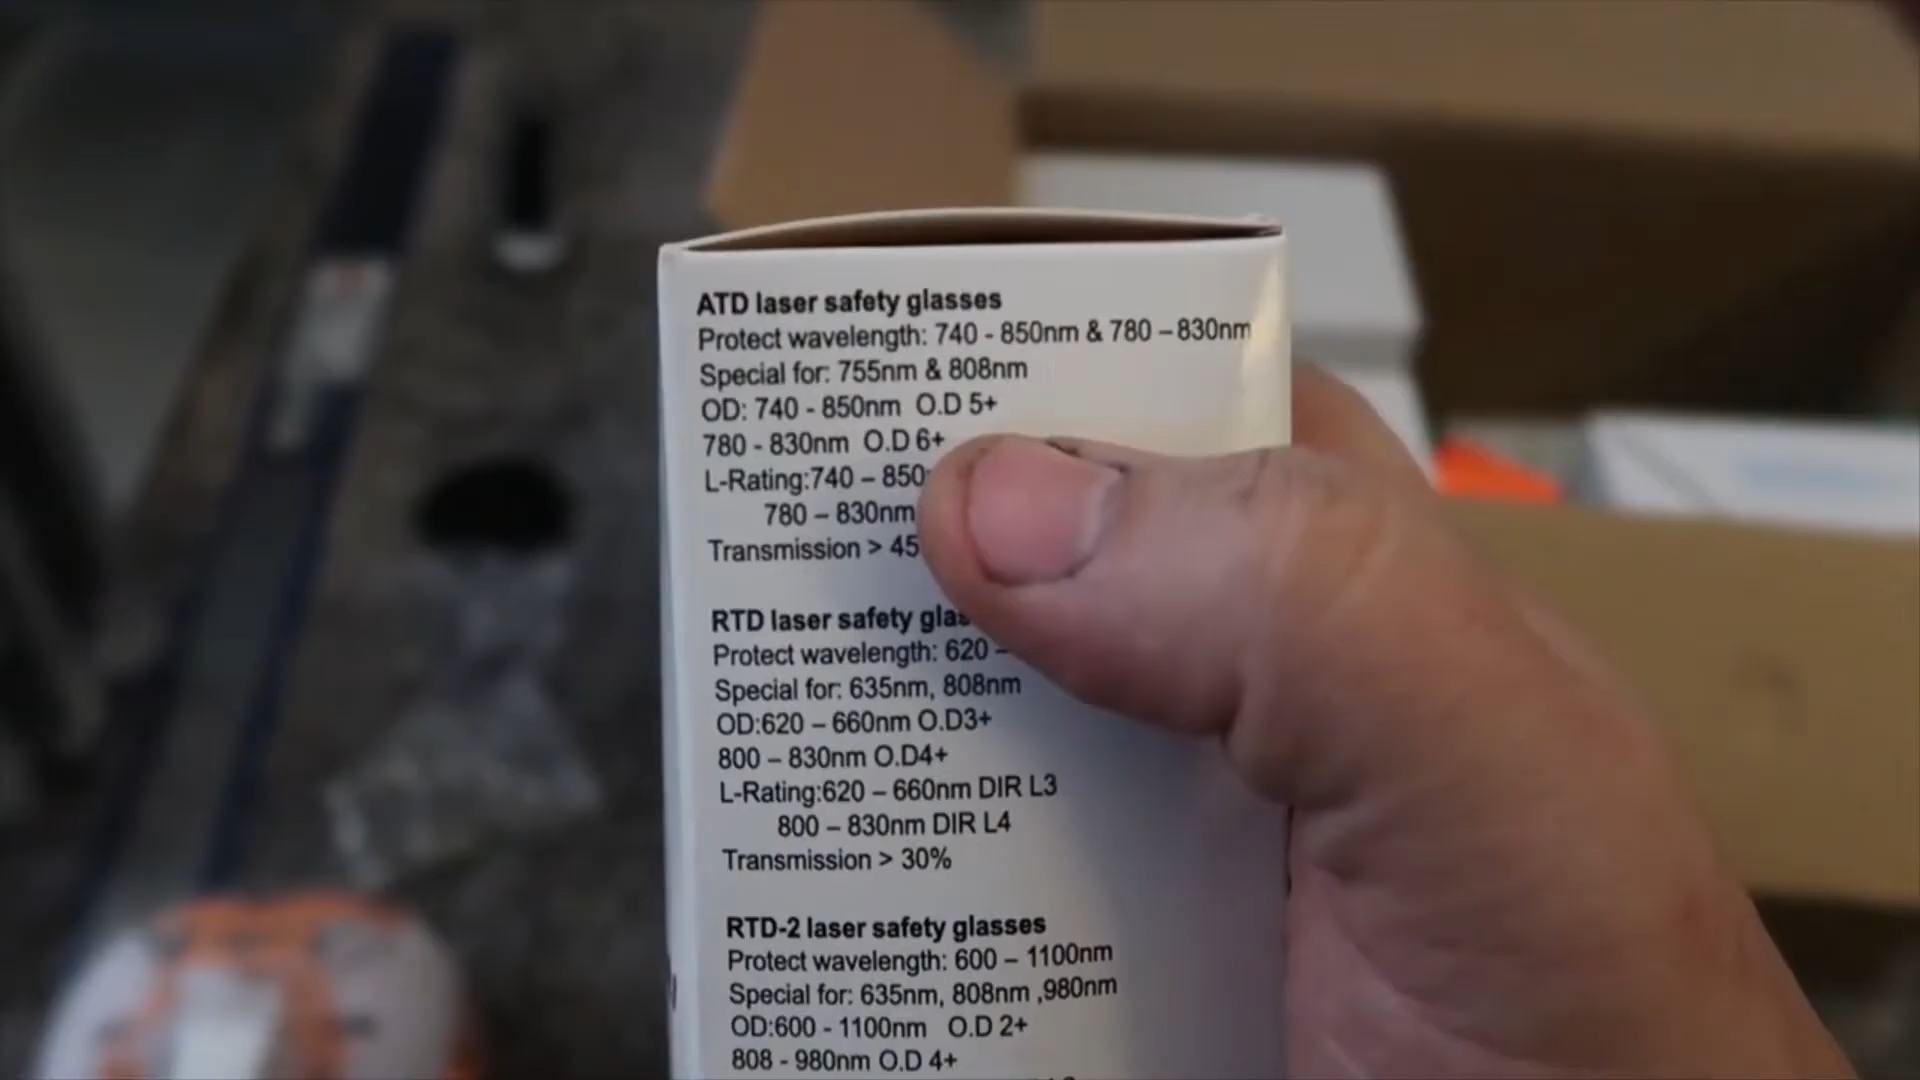 ATD laser safety glasses
Protect wavelength: 740 - 850nm & 780 – 830nm
Special for: 755nm & 808nm
OD: 740 - 850nm O.D 5+
780 - 830nm O.D 6+
L-Rating:740 – 850
780 – 830nm
Transmission > 45
RTD laser safety
Protect wavelength: 620 –
Special for: 635nm, 808nm
OD:620 – 660nm O.D3+
800 – 830nm O.D4+
L-Rating:620 – 660nm DIR L3
800 – 830nm DIR L4
Transmission > 30%
RTD-2 laser safety glasses
Protect wavelength: 600 – 1100nm
Special for: 635nm, 808nm ,980nm
OD:600 - 1100nm O.D 2+
808 - 980nm O.D 4+